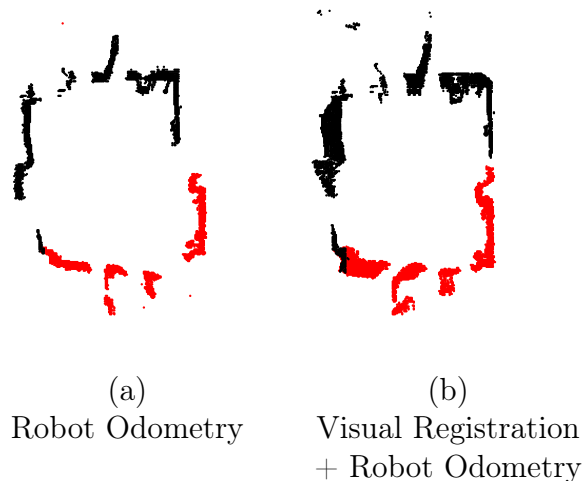 (a)
Robot Odometry
(b)
Visual Registration
+ Robot Odometry